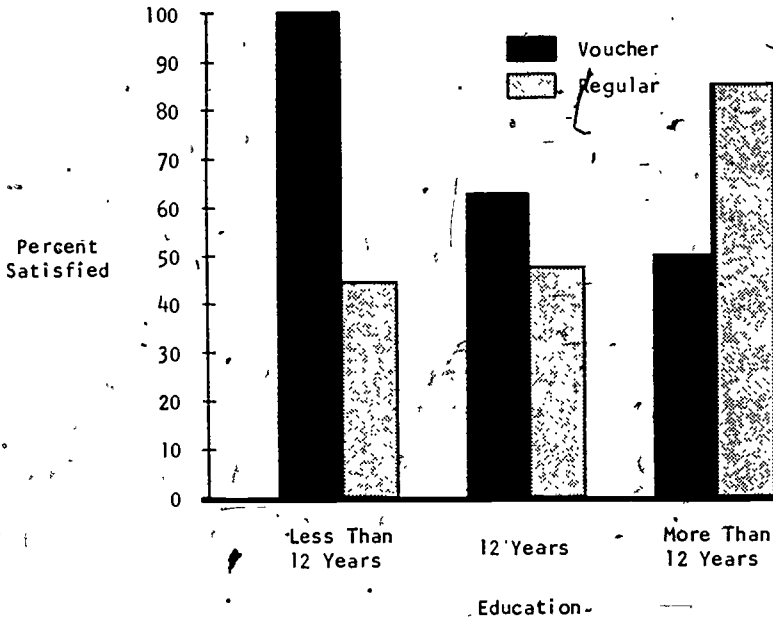 100
90
80
70
60
50
40
30
20
10
0
Voucher
Regular
Percent
Satisfied
Less Than
12 Years
12 Years
More Than
12 Years
Education